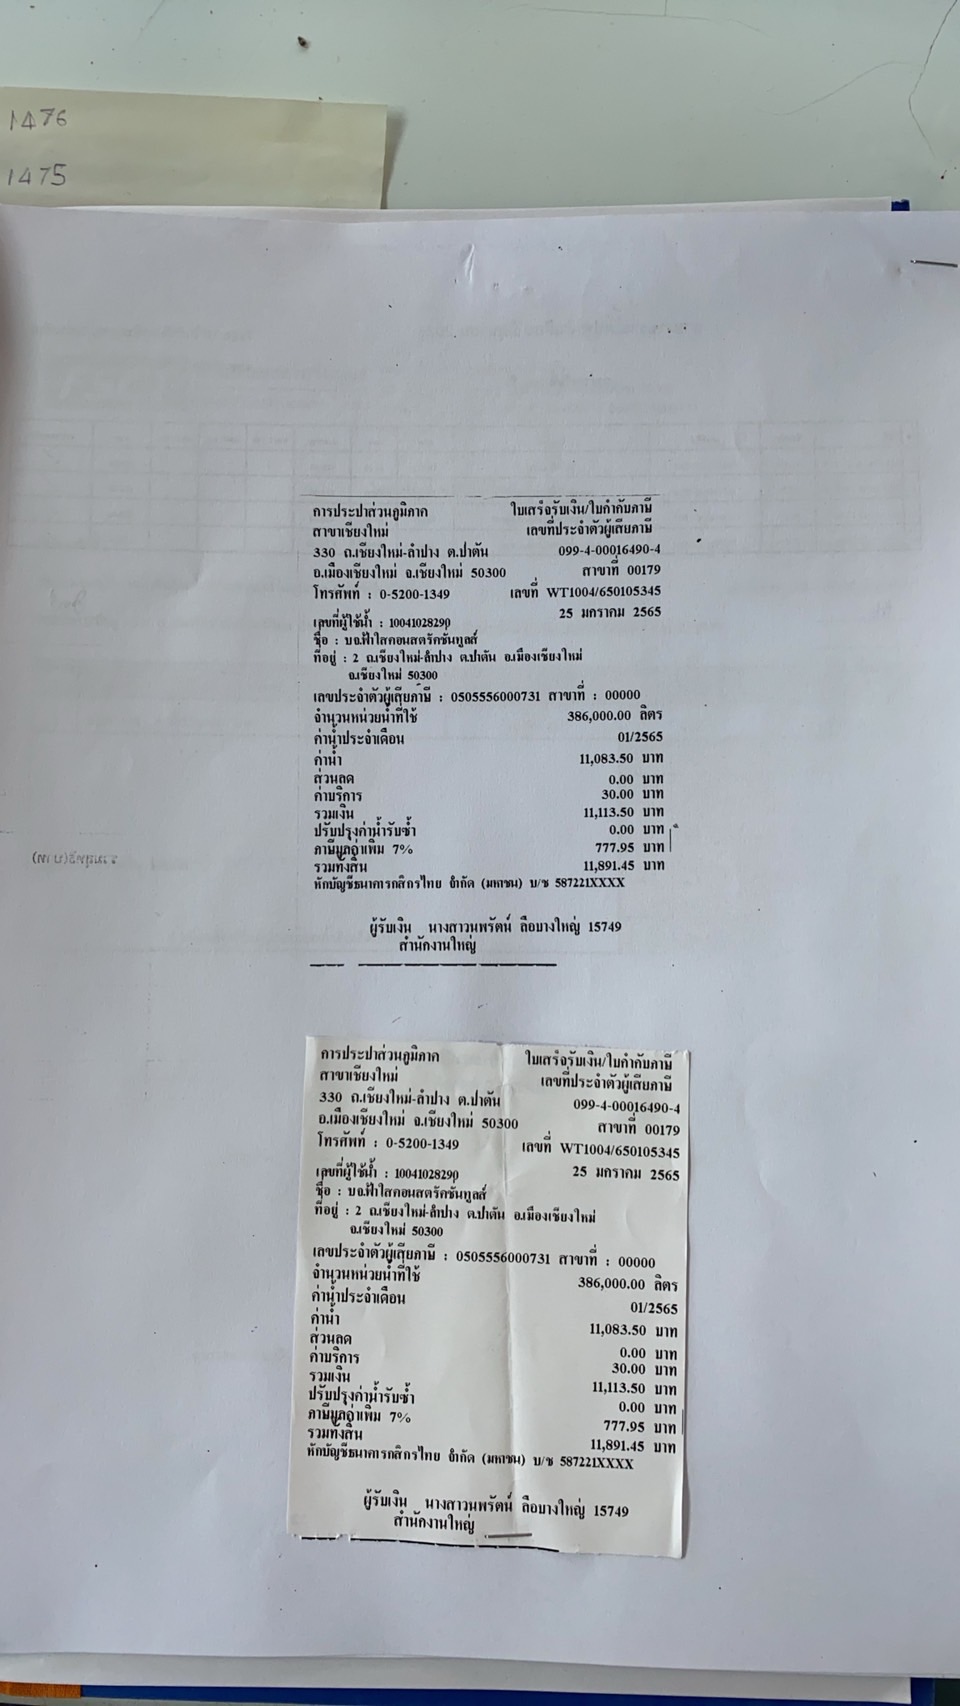 1476
1475
การประปาส่วนภูมิภาค ใบเสร็จรับเงิน/ใบกำกับภาษี
สาขาเชียงใหม่ เลขที่ประจำตัวผู้เสียภาษี
330 ถ.เชียงใหม่-ลำปาง ต.ป่าตัน 099-4-00016490-4
อ.เมืองเชียงใหม่ จ.เชียงใหม่ 50300 สาขาที่ 00179
โทรศัพท์ : 0-5200-1349 เลขที่ WT1004/650105345
25 มกราคม 2565
เลขที่ผู้ใช้น้ำ : 10041028290
ชื่อ : บจ.ฟ้าใสคอนสตรัคชั่นทูลส์
ที่อยู่ : 2 ถ.เชียงใหม่-ลำปาง ต.ป่าตัน อ.เมืองเชียงใหม่
จ.เชียงใหม่ 50300
เลขประจำตัวผู้เสียภาษี : 0505556000731 สาขาที่ : 00000
จำนวนหน่วยน้ำที่ใช้ 386,000.00 ลิตร
ค่าน้ำประจำเดือน 01/2565
ค่าน้ำ 11,083.50 บาท
ส่วนลด 0.00 บาท
ค่าบริการ 30.00 บาท
รวมเงิน 11,113.50 บาท
ปรับปรุงค่าน้ำรับซ้ำ 0.00 บาท
ภาษีมูลค่าเพิ่ม 7% 777.95 บาท
รวมทั้งสิ้น 11,891.45 บาท
หักบัญชีธนาคารกสิกรไทย จำกัด (มหาชน) บ/ช 587221XXXX
ผู้รับเงิน นางสาวนพรัตน์ ลือบางใหญ่ 15749
สำนักงานใหญ่
การประปาส่วนภูมิภาค ใบเสร็จรับเงิน/ใบกำกับภาษี
สาขาเชียงใหม่ เลขที่ประจำตัวผู้เสียภาษี
330 ถ.เชียงใหม่-ลำปาง ต.ป่าตัน 099-4-00016490-4
อ.เมืองเชียงใหม่ จ.เชียงใหม่ 50300 สาขาที่ 00179
โทรศัพท์ : 0-5200-1349 เลขที่ WT1004/650105345
เลขที่ผู้ใช้น้ำ : 10041028290 25 มกราคม 2565
ชื่อ : บจ.ฟ้าใสคอนสตรัคชั่นทูลส์
ที่อยู่ : 2 ถ.เชียงใหม่-ลำปาง ต.ป่าตัน อ.เมืองเชียงใหม่
จ.เชียงใหม่ 50300
เลขประจำตัวผู้เสียภาษี : 0505556000731 สาขาที่ : 00000
จำนวนหน่วยน้ำที่ใช้ 386,000.00 ลิตร
ค่าน้ำประจำเดือน 01/2565
ค่าน้ำ 11,083.50 บาท
ส่วนลด 0.00 บาท
ค่าบริการ 30.00 บาท
รวมเงิน 11,113.50 บาท
ปรับปรุงค่าน้ำรับซ้ำ 0.00 บาท
ภาษีมูลค่าเพิ่ม 7% 777.95 บาท
รวมทั้งสิ้น 11,891.45 บาท
หักบัญชีธนาคารกสิกรไทย จำกัด (มหาชน) บ/ช 587221XXXX
ผู้รับเงิน นางสาวนพรัตน์ ลือบางใหญ่ 15749
สำนักงานใหญ่